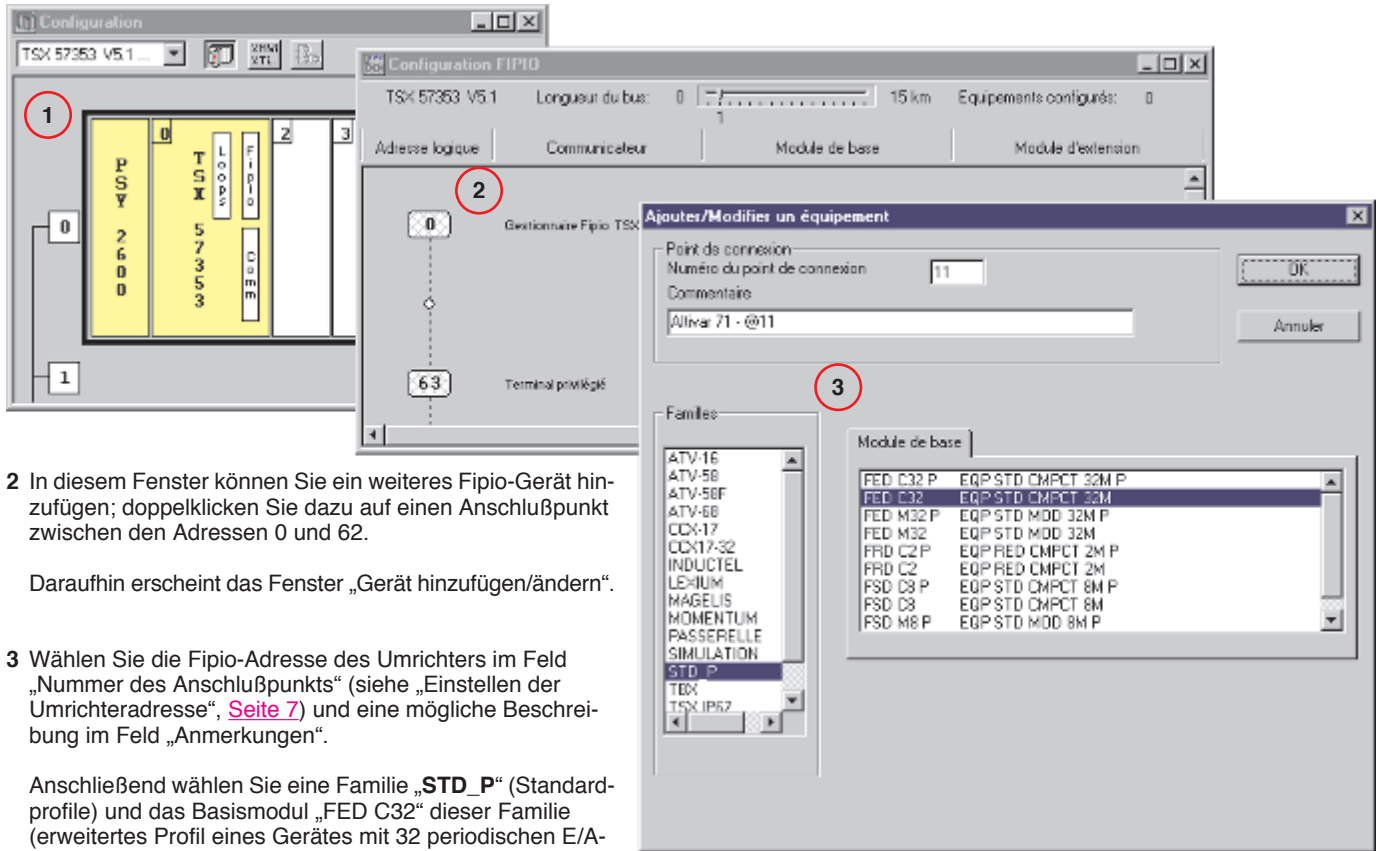 Configuration
TSX 57353 V5.1 ...
1
PSY 2600
0
TSX 57353
Loops
Fipio
Comm
2
3
0
1
Configuration FIPIO
TSX 57353 V5.1 Longueur du bus: 0 15 km Equipements configurés: 0
1
Adresse logique Communicateur Module de base Module d'extension
2
0 Gestionnaire Fipio TSX
63 Terminal privilégié
Ajouter/Modifier un équipement
Point de connexion
Numéro du point de connexion 11
Commentaire
Altivar 71 - @11
OK
Annuler
3
Familles
ATV-16
ATV-58
ATV-58F
ATV-68
CCX-17
CCX17-32
INDUCTEL
LEXIUM
MAGELIS
MOMENTUM
PASSERELLE
SIMULATION
STD_P
TBX
TSX IP67
Module de base
FED C32 P EQP STD CMPCT 32M P
FED C32 EQP STD CMPCT 32M
FED M32 P EQP STD MOD 32M P
FED M32 EQP STD MOD 32M
FRD C2 P EQP RED CMPCT 2M P
FRD C2 EQP RED CMPCT 2M
FSD C8 P EQP STD CMPCT 8M P
FSD C8 EQP STD CMPCT 8M
FSD M8 P EQP STD MOD 8M P
2 In diesem Fenster können Sie ein weiteres Fipio-Gerät hin-
zufügen; doppelklicken Sie dazu auf einen Anschlußpunkt
zwischen den Adressen 0 und 62.
Daraufhin erscheint das Fenster „Gerät hinzufügen/ändern“.
3 Wählen Sie die Fipio-Adresse des Umrichters im Feld
„Nummer des Anschlußpunkts“ (siehe „Einstellen der
Umrichteradresse“, Seite 7) und eine mögliche Beschrei-
bung im Feld „Anmerkungen“.
Anschließend wählen Sie eine Familie „STD_P“ (Standard-
profile) und das Basismodul „FED C32“ dieser Familie
(erweitertes Profil eines Gerätes mit 32 periodischen E/A-